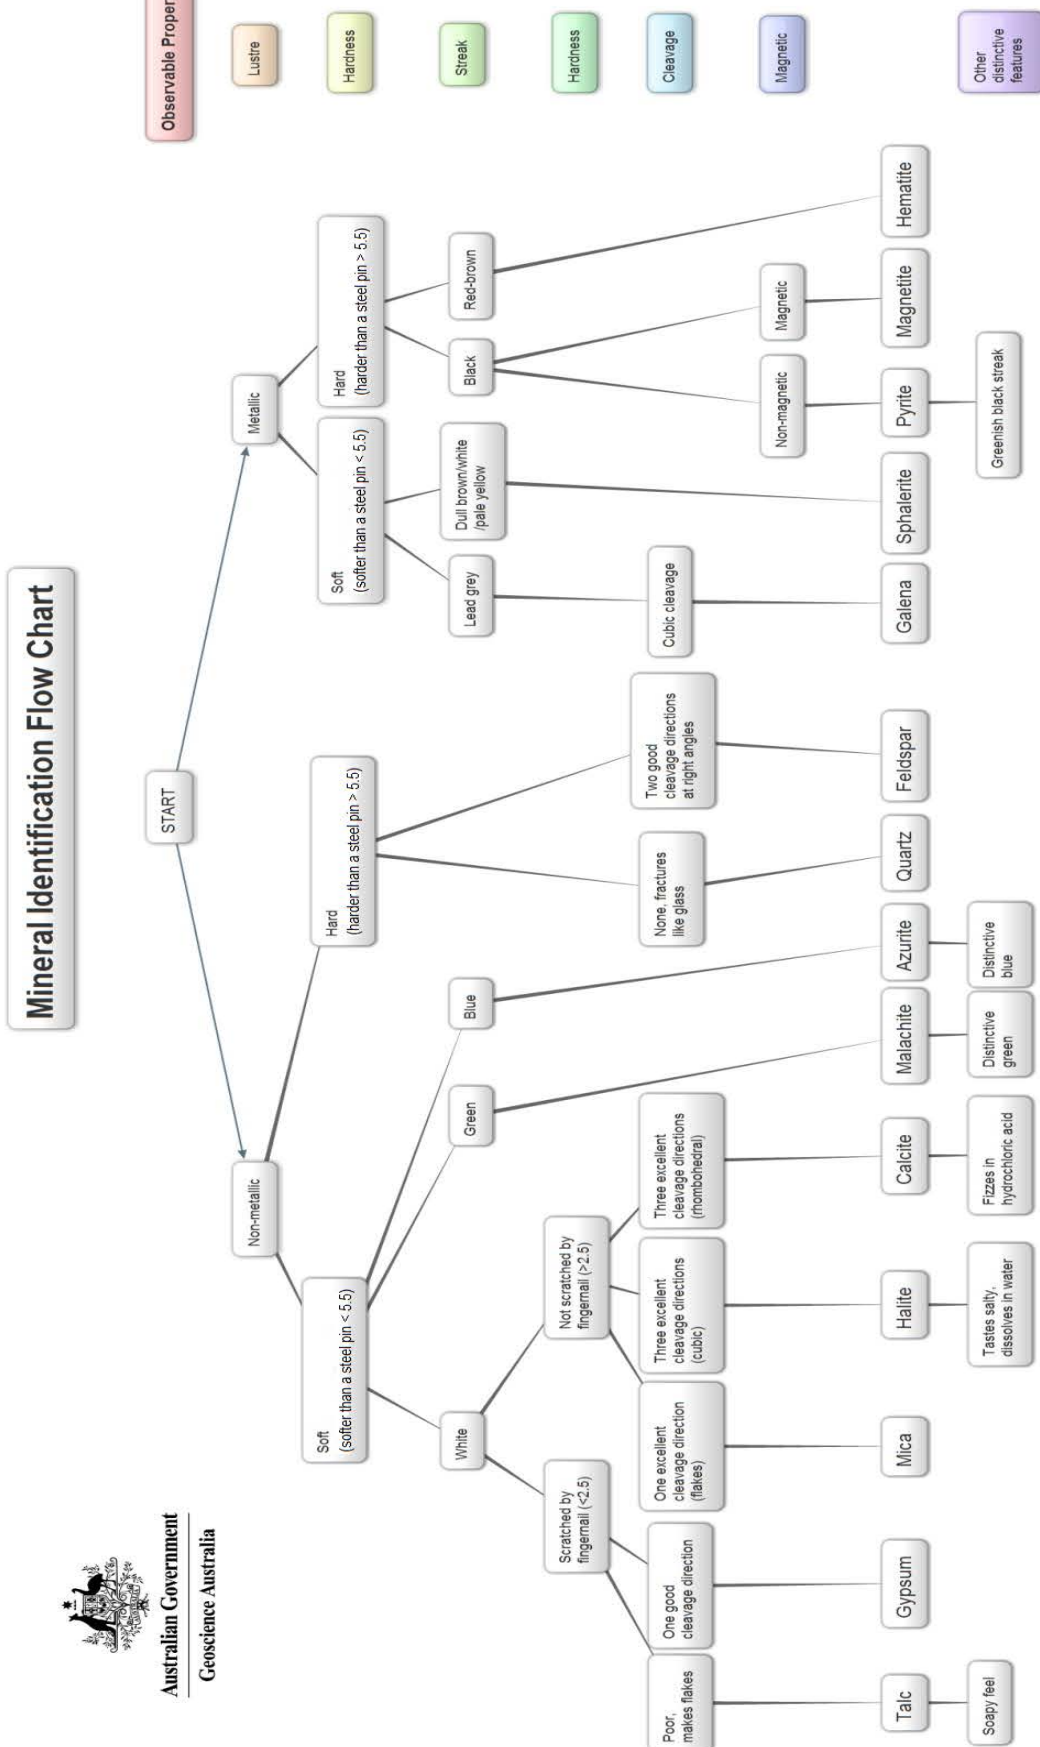 Mineral Identification Flow Chart
Australian Government
Geoscience Australia
START
Observable Proper
Non-metallic
Metallic
Lustre
Soft
(softer than a steel pin < 5.5)
Hard
(harder than a steel pin > 5.5)
Soft
(softer than a steel pin < 5.5)
Hard
(harder than a steel pin > 5.5)
Hardness
White
Green
Blue
Lead grey
Dull brown/white
/pale yellow
Black
Red-brown
Streak
Scratched by
fingernail (<2.5)
Not scratched by
fingernail (>2.5)
Hardness
Poor,
makes flakes
One good
cleavage direction
One excellent
cleavage direction
(flakes)
Three excellent
cleavage directions
(cubic)
Three excellent
cleavage directions
(rhombohedral)
None, fractures
like glass
Two good
cleavage directions
at right angles
Cubic cleavage
Cleavage
Non-magnetic
Magnetic
Magnetic
Talc
Gypsum
Mica
Halite
Calcite
Malachite
Azurite
Quartz
Feldspar
Galena
Sphalerite
Pyrite
Magnetite
Hematite
Soapy feel
Tastes salty,
dissolves in water
Fizzes in
hydrochloric acid
Distinctive
green
Distinctive
blue
Greenish black streak
Other
distinctive
features